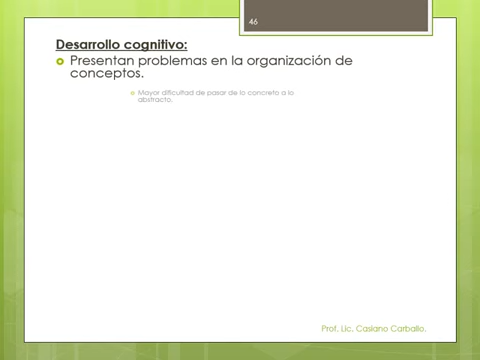 46
Desarrollo cognitivo:
Presentan problemas en la organización de
conceptos.
Mayor dificultad de pasar de lo concreto a lo
abstracto.
Prof. Lic. Casiano Carballo.